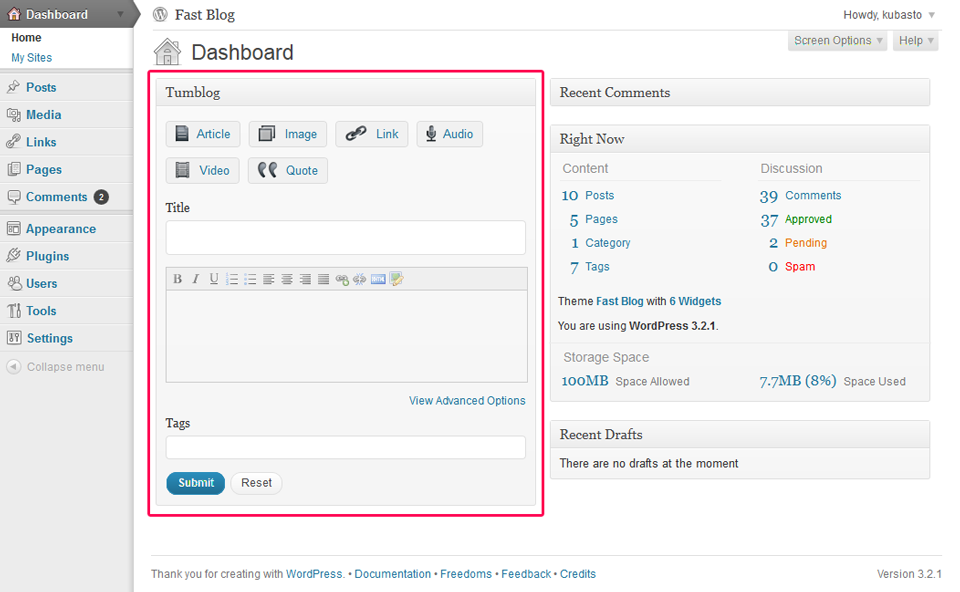 Dashboard
Home
My Sites
Posts
Media
Links
Pages
Comments 2
Appearance
Plugins
Users
Tools
Settings
Collapse menu
Fast Blog
Howdy, kubasto
Screen Options
Help
Dashboard
Tumblog
Article
Image
Link
Audio
Video
Quote
Title
B I U
View Advanced Options
Tags
Submit
Reset
Recent Comments
Right Now
Content
10 Posts
5 Pages
1 Category
7 Tags
Discussion
39 Comments
37 Approved
2 Pending
0 Spam
Theme Fast Blog with 6 Widgets
You are using WordPress 3.2.1.
Storage Space
100MB Space Allowed
7.7MB (8%) Space Used
Recent Drafts
There are no drafts at the moment
Thank you for creating with WordPress. • Documentation • Freedoms • Feedback • Credits
Version 3.2.1